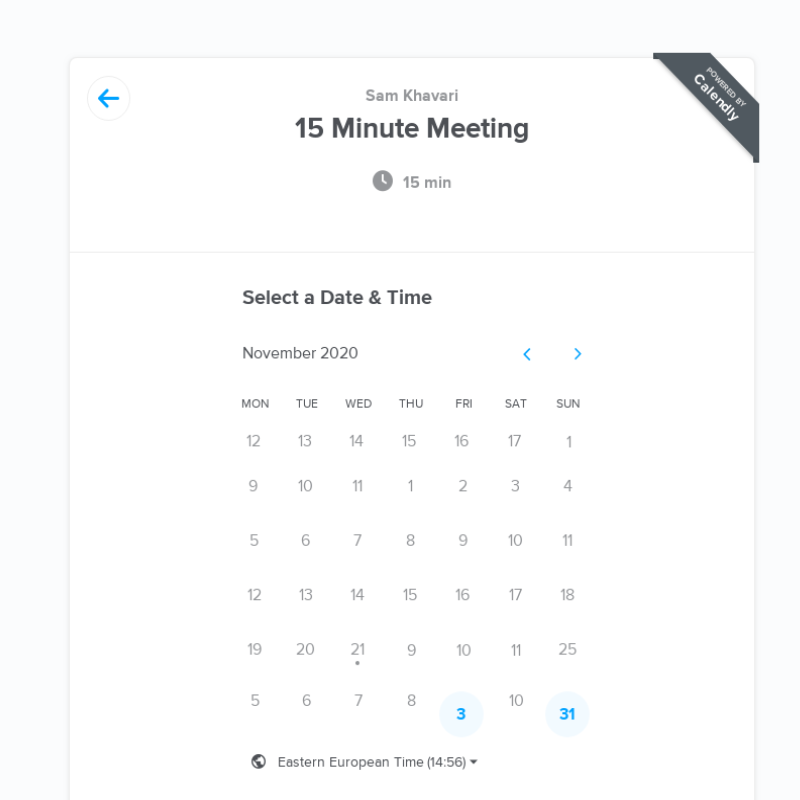 POWERED BY
Calendly
Sam Khavari
15 Minute Meeting
15 min
Select a Date & Time
November 2020
MON TUE WED THU FRI SAT SUN
12 13 14 15 16 17 1
9 10 11 1 2 3 4
5 6 7 8 9 10 11
12 13 14 15 16 17 18
19 20 21 9 10 11 25
5 6 7 8 3 10 31
Eastern European Time (14:56)